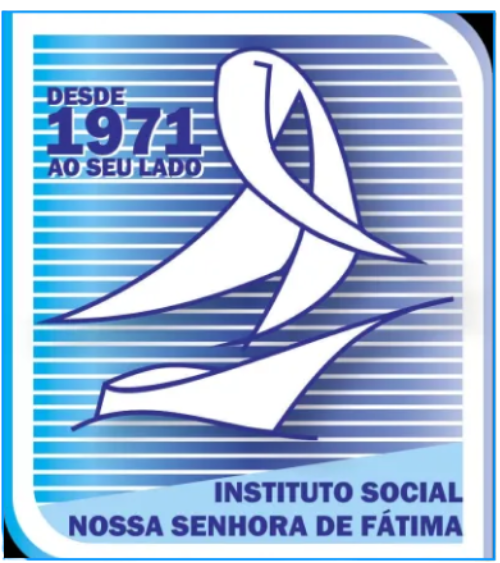 DESDE
1971
AO SEU LADO
INSTITUTO SOCIAL
NOSSA SENHORA DE FÁTIMA